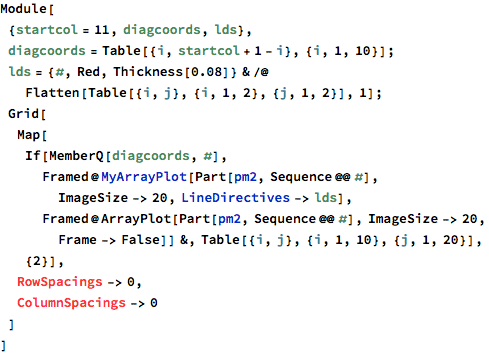 Module[
{startcol = 11, diagcoords, lds},
diagcoords = Table[{i, startcol + 1 - i}, {i, 1, 10}];
lds = {#, Red, Thickness[0.08]} & /@
Flatten[Table[{i, j}, {i, 1, 2}, {j, 1, 2}], 1];
Grid[
Map[
If[MemberQ[diagcoords, #],
Framed@MyArrayPlot[Part[pm2, Sequence @@ #],
ImageSize -> 20, LineDirectives -> lds],
Framed@ArrayPlot[Part[pm2, Sequence @@ #], ImageSize -> 20,
Frame -> False]] &, Table[{i, j}, {i, 1, 10}, {j, 1, 20}],
{2}],
RowSpacings -> 0,
ColumnSpacings -> 0
]
]